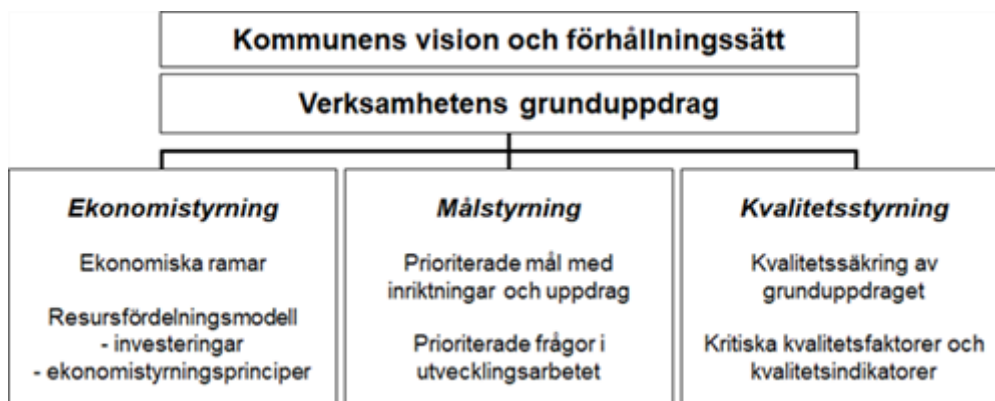 Kommunens vision och förhållningssätt
Verksamhetens grunduppdrag
Ekonomistyrning
Ekonomiska ramar
Resursfördelningsmodell
- investeringar
- ekonomistyrningsprinciper
Målstyrning
Prioriterade mål med
inriktningar och uppdrag
Prioriterade frågor i
utvecklingsarbetet
Kvalitetsstyrning
Kvalitetssäkring av
grunduppdraget
Kritiska kvalitetsfaktorer och
kvalitetsindikatorer